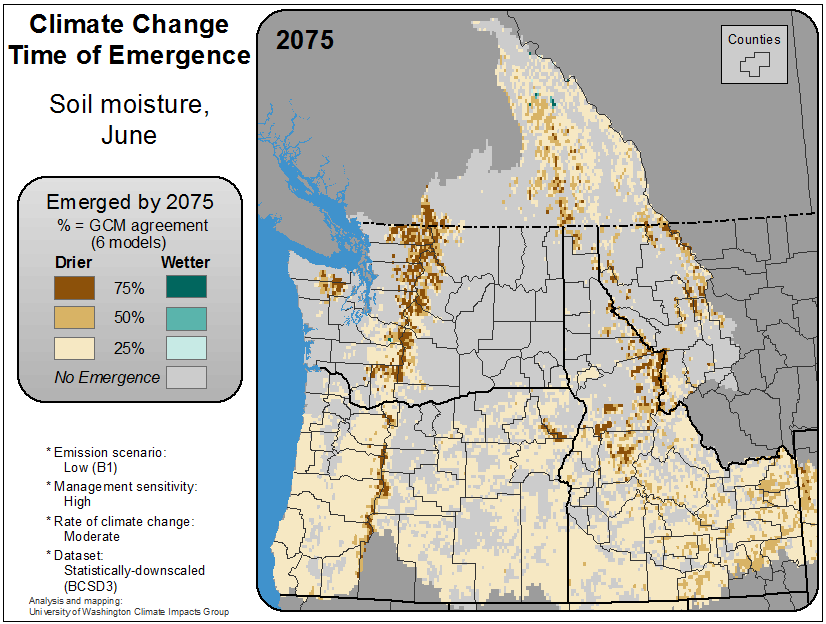 Climate Change
Time of Emergence
Soil moisture,
June
Emerged by 2075
% = GCM agreement
(6 models)
Drier Wetter
75%
50%
25%
No Emergence
* Emission scenario:
Low (B1)
* Management sensitivity:
High
* Rate of climate change:
Moderate
* Dataset:
Statistically-downscaled
(BCSD3)
Analysis and mapping:
University of Washington Climate Impacts Group
2075
Counties